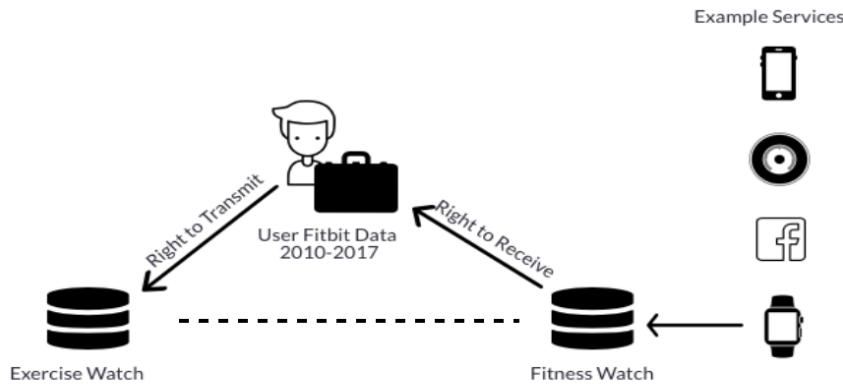 Example Services
Right to Transmit
Right to Receive
User Fitbit Data
2010-2017
Exercise Watch
Fitness Watch